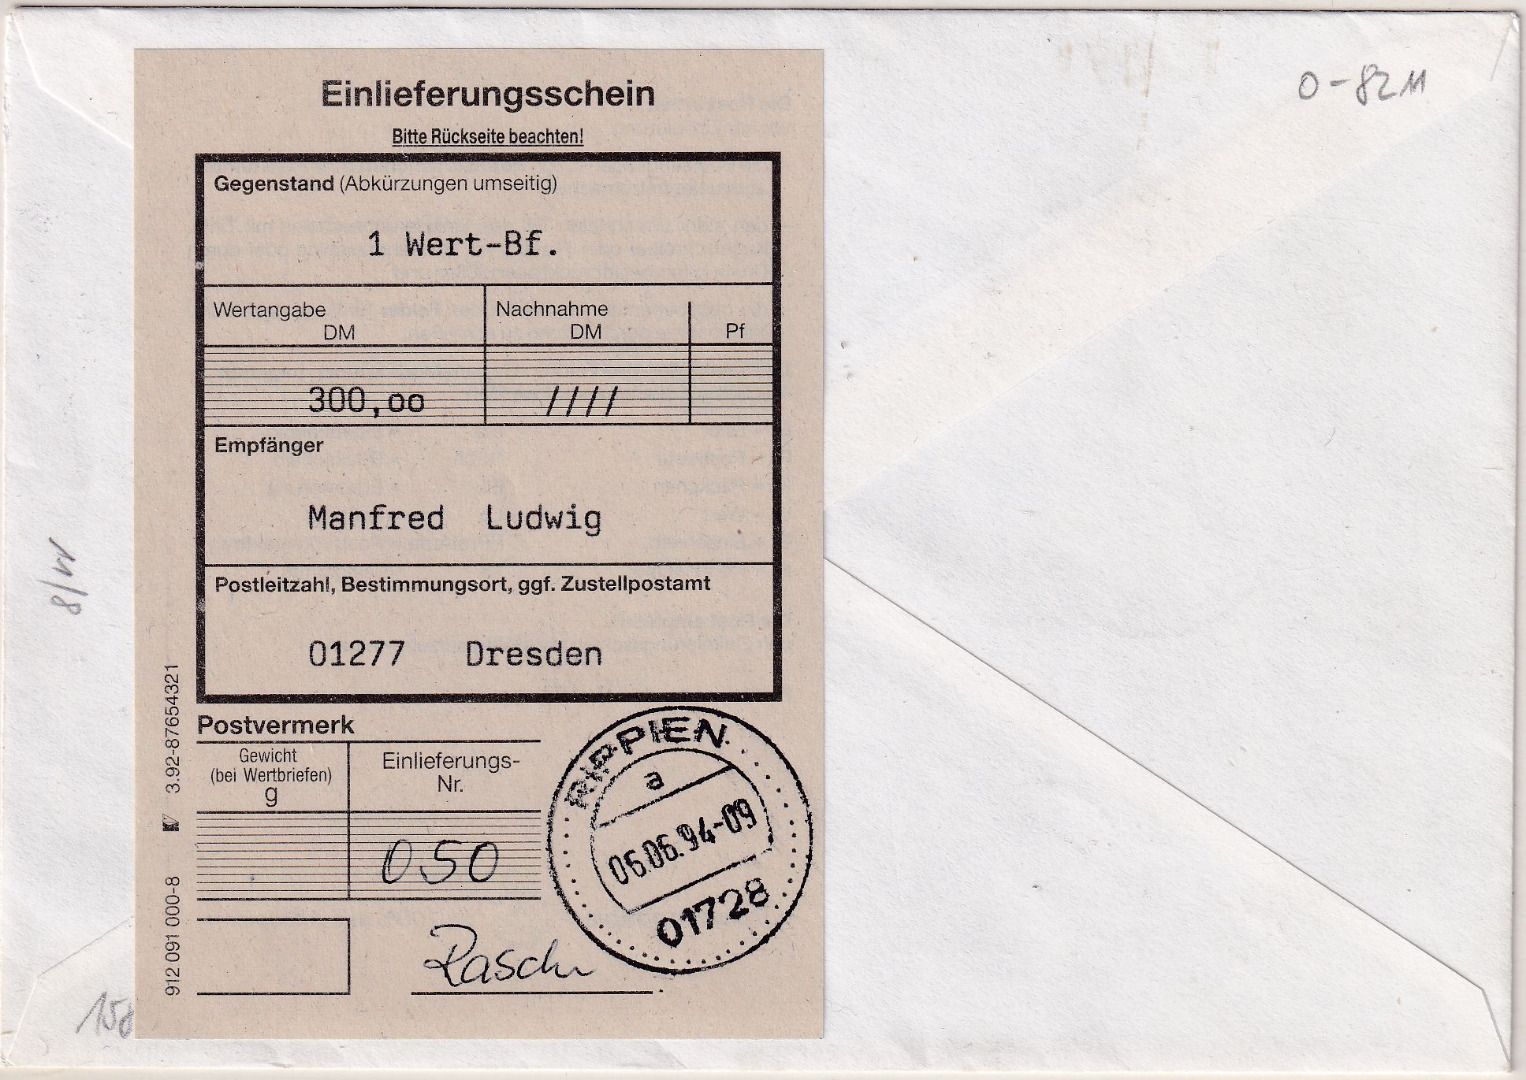 O-8211
Einlieferungsschein
Bitte Rückseite beachten!
Gegenstand (Abkürzungen umseitig)
1 Wert-Bf.
Wertangabe
DM
Nachnahme
DM
Pf
300,oo
////
Empfänger
Manfred Ludwig
Postleitzahl, Bestimmungsort, ggf. Zustellpostamt
01277 Dresden
Postvermerk
Gewicht
(bei Wertbriefen)
g
Einlieferungs-
Nr.
050
RIPPIEN
a
06.06.94-09
01728
912 091 000-8 3.92-87654321